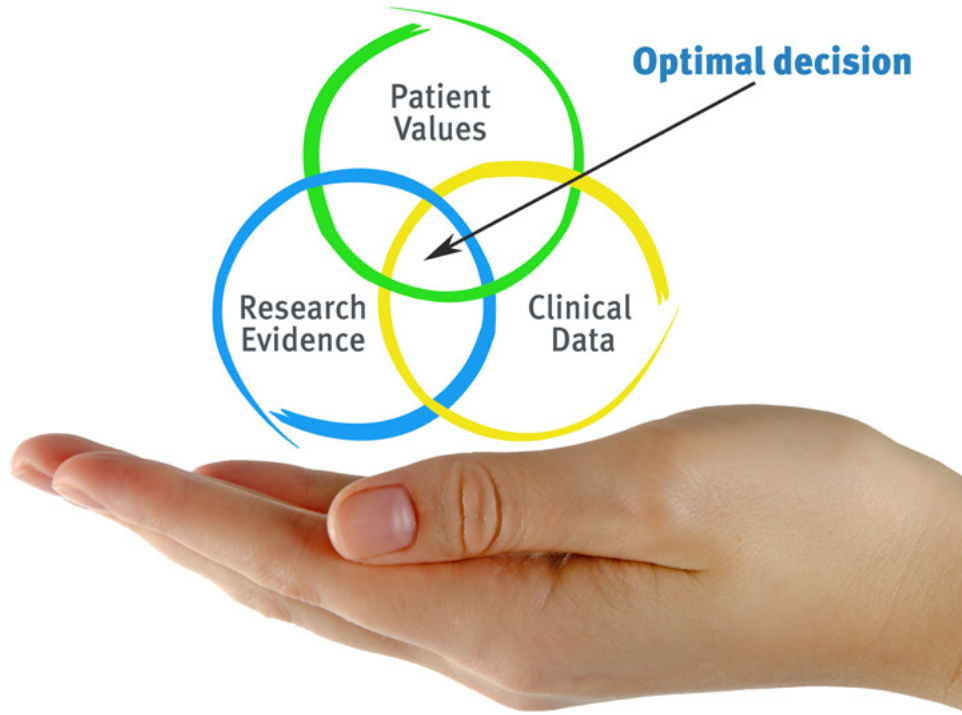 Optimal decision
Patient
Values
Research
Evidence
Clinical
Data